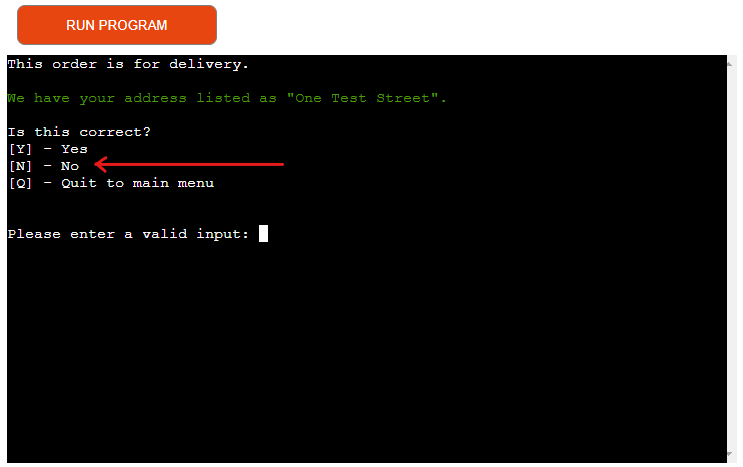 RUN PROGRAM
This order is for delivery.
We have your address listed as "One Test Street".
Is this correct?
[Y] - Yes
[N] - No
[Q] - Quit to main menu
Please enter a valid input: